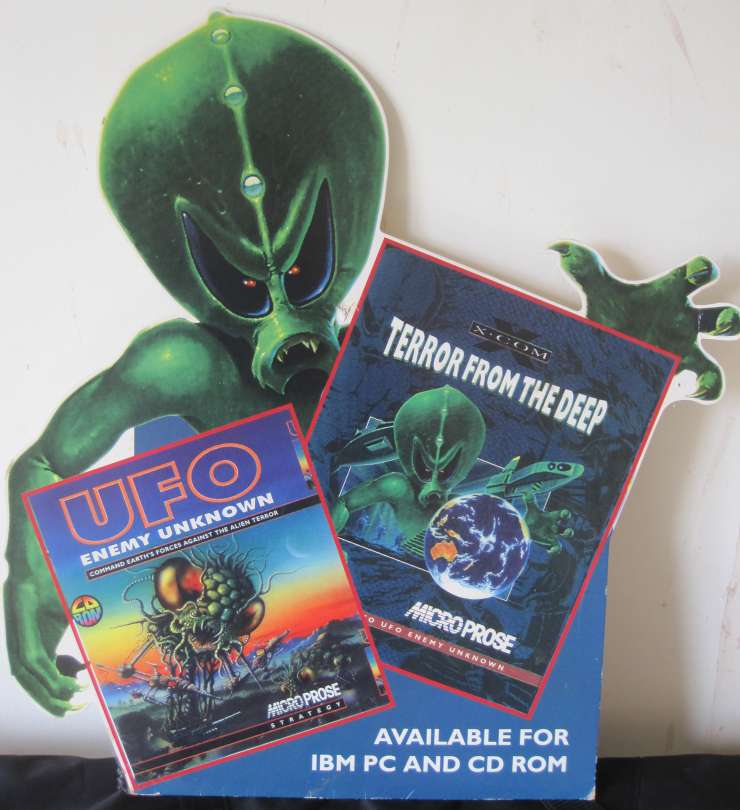 X-COM
TERROR FROM THE DEEP
MICROPROSE
O UFO ENEMY UNKNOWN
UFO
ENEMY UNKNOWN
COMMAND EARTH'S FORCES AGAINST THE ALIEN TERROR
CD
ROM
MICROPROSE
STRATEGY
AVAILABLE FOR
IBM PC AND CD ROM